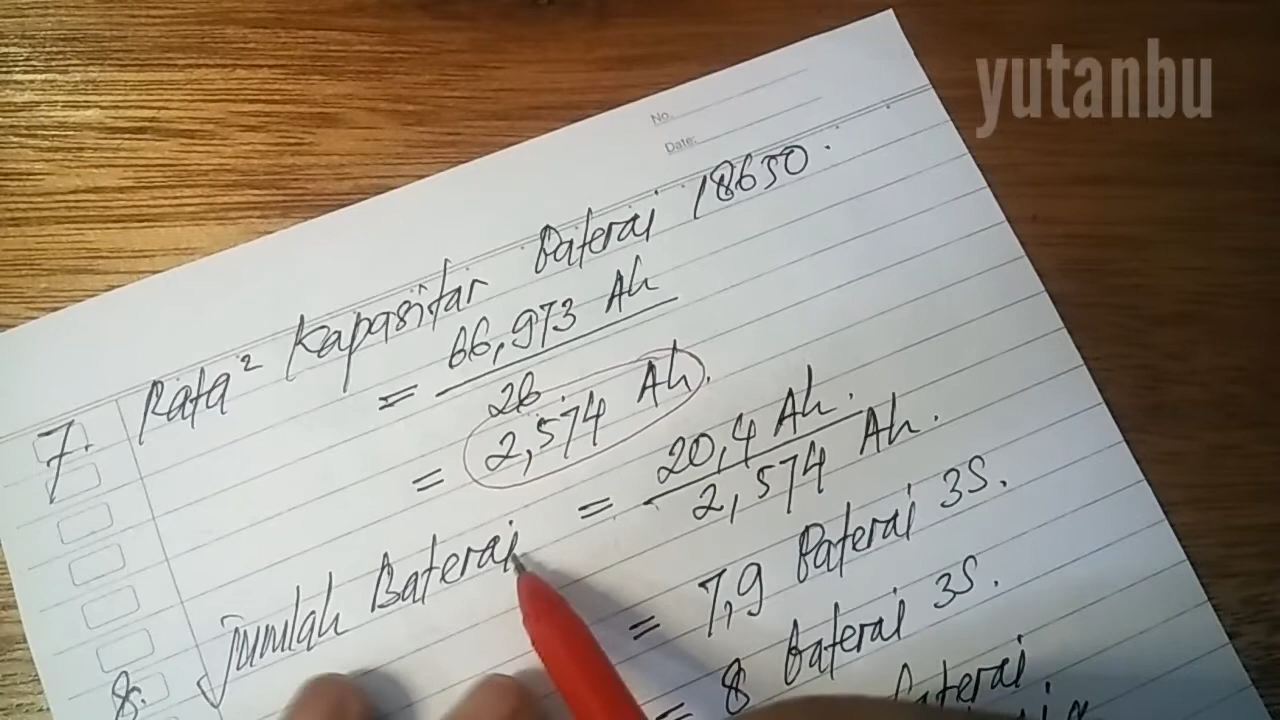 yutanbu
No.
Date:
7. Rata² Kapasitas Baterai 18650.
= 66,973 Ah
26
= 2,574 Ah.
8. Jumlah Baterai = 20,4 Ah.
2,574 Ah.
= 7,9 Baterai 3S.
= 8 Baterai 3S.
Baterai